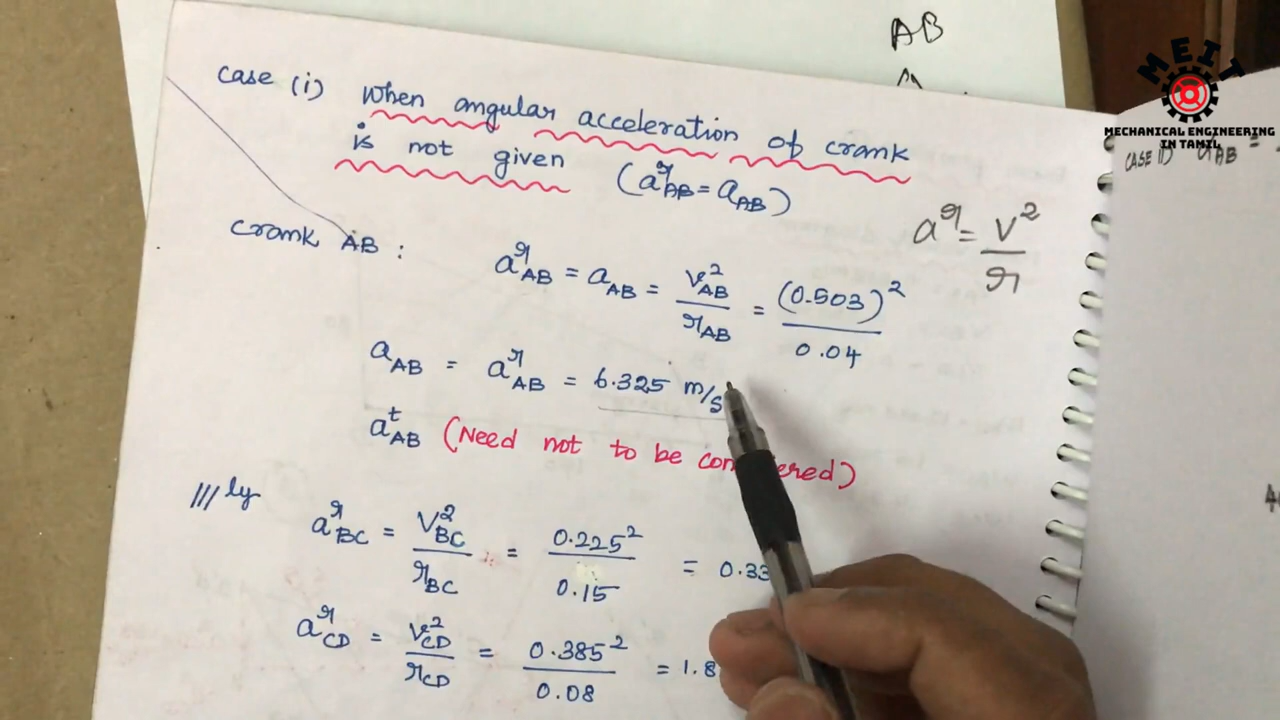 AB
MEIT
MECHANICAL ENGINEERING
IN TAMIL
CASE (i) When angular acceleration of crank
is not given (a^r_AB = a_AB)
a^r = V^2 / r
Crank AB : a^r_AB = a_AB = V^2_AB / r_AB = (0.503)^2 / 0.04
a_AB = a^r_AB = 6.325 m/s
a^t_AB (Need not to be
///ly
a^r_BC = V^2_BC / r_BC = 0.225^2 / 0.15 = 0.33
a^r_CD = V^2_CD / r_CD = 0.385^2 / 0.08 = 1.8